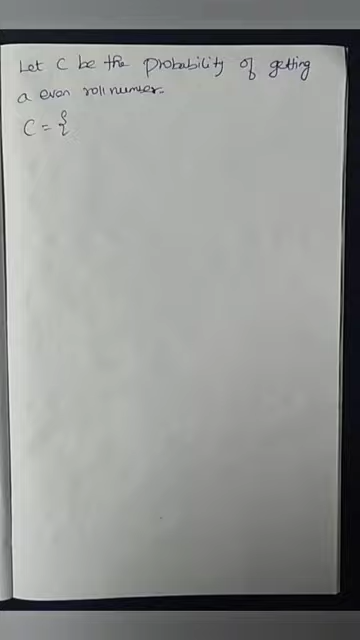 Let C be the probability of getting
a even roll number.
C = {